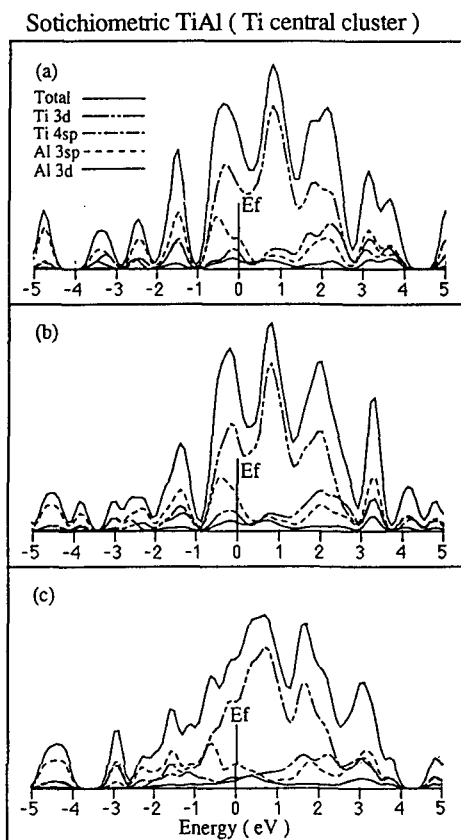 Sotichiometric TiAl ( Ti central cluster )
(a)
Total
Ti 3d
Ti 4sp
Al 3sp
Al 3d
Ef
-5 -4 -3 -2 -1 0 1 2 3 4 5
(b)
Ef
-5 -4 -3 -2 -1 0 1 2 3 4 5
(c)
Ef
-5 -4 -3 -2 -1 0 1 2 3 4 5
Energy ( eV )